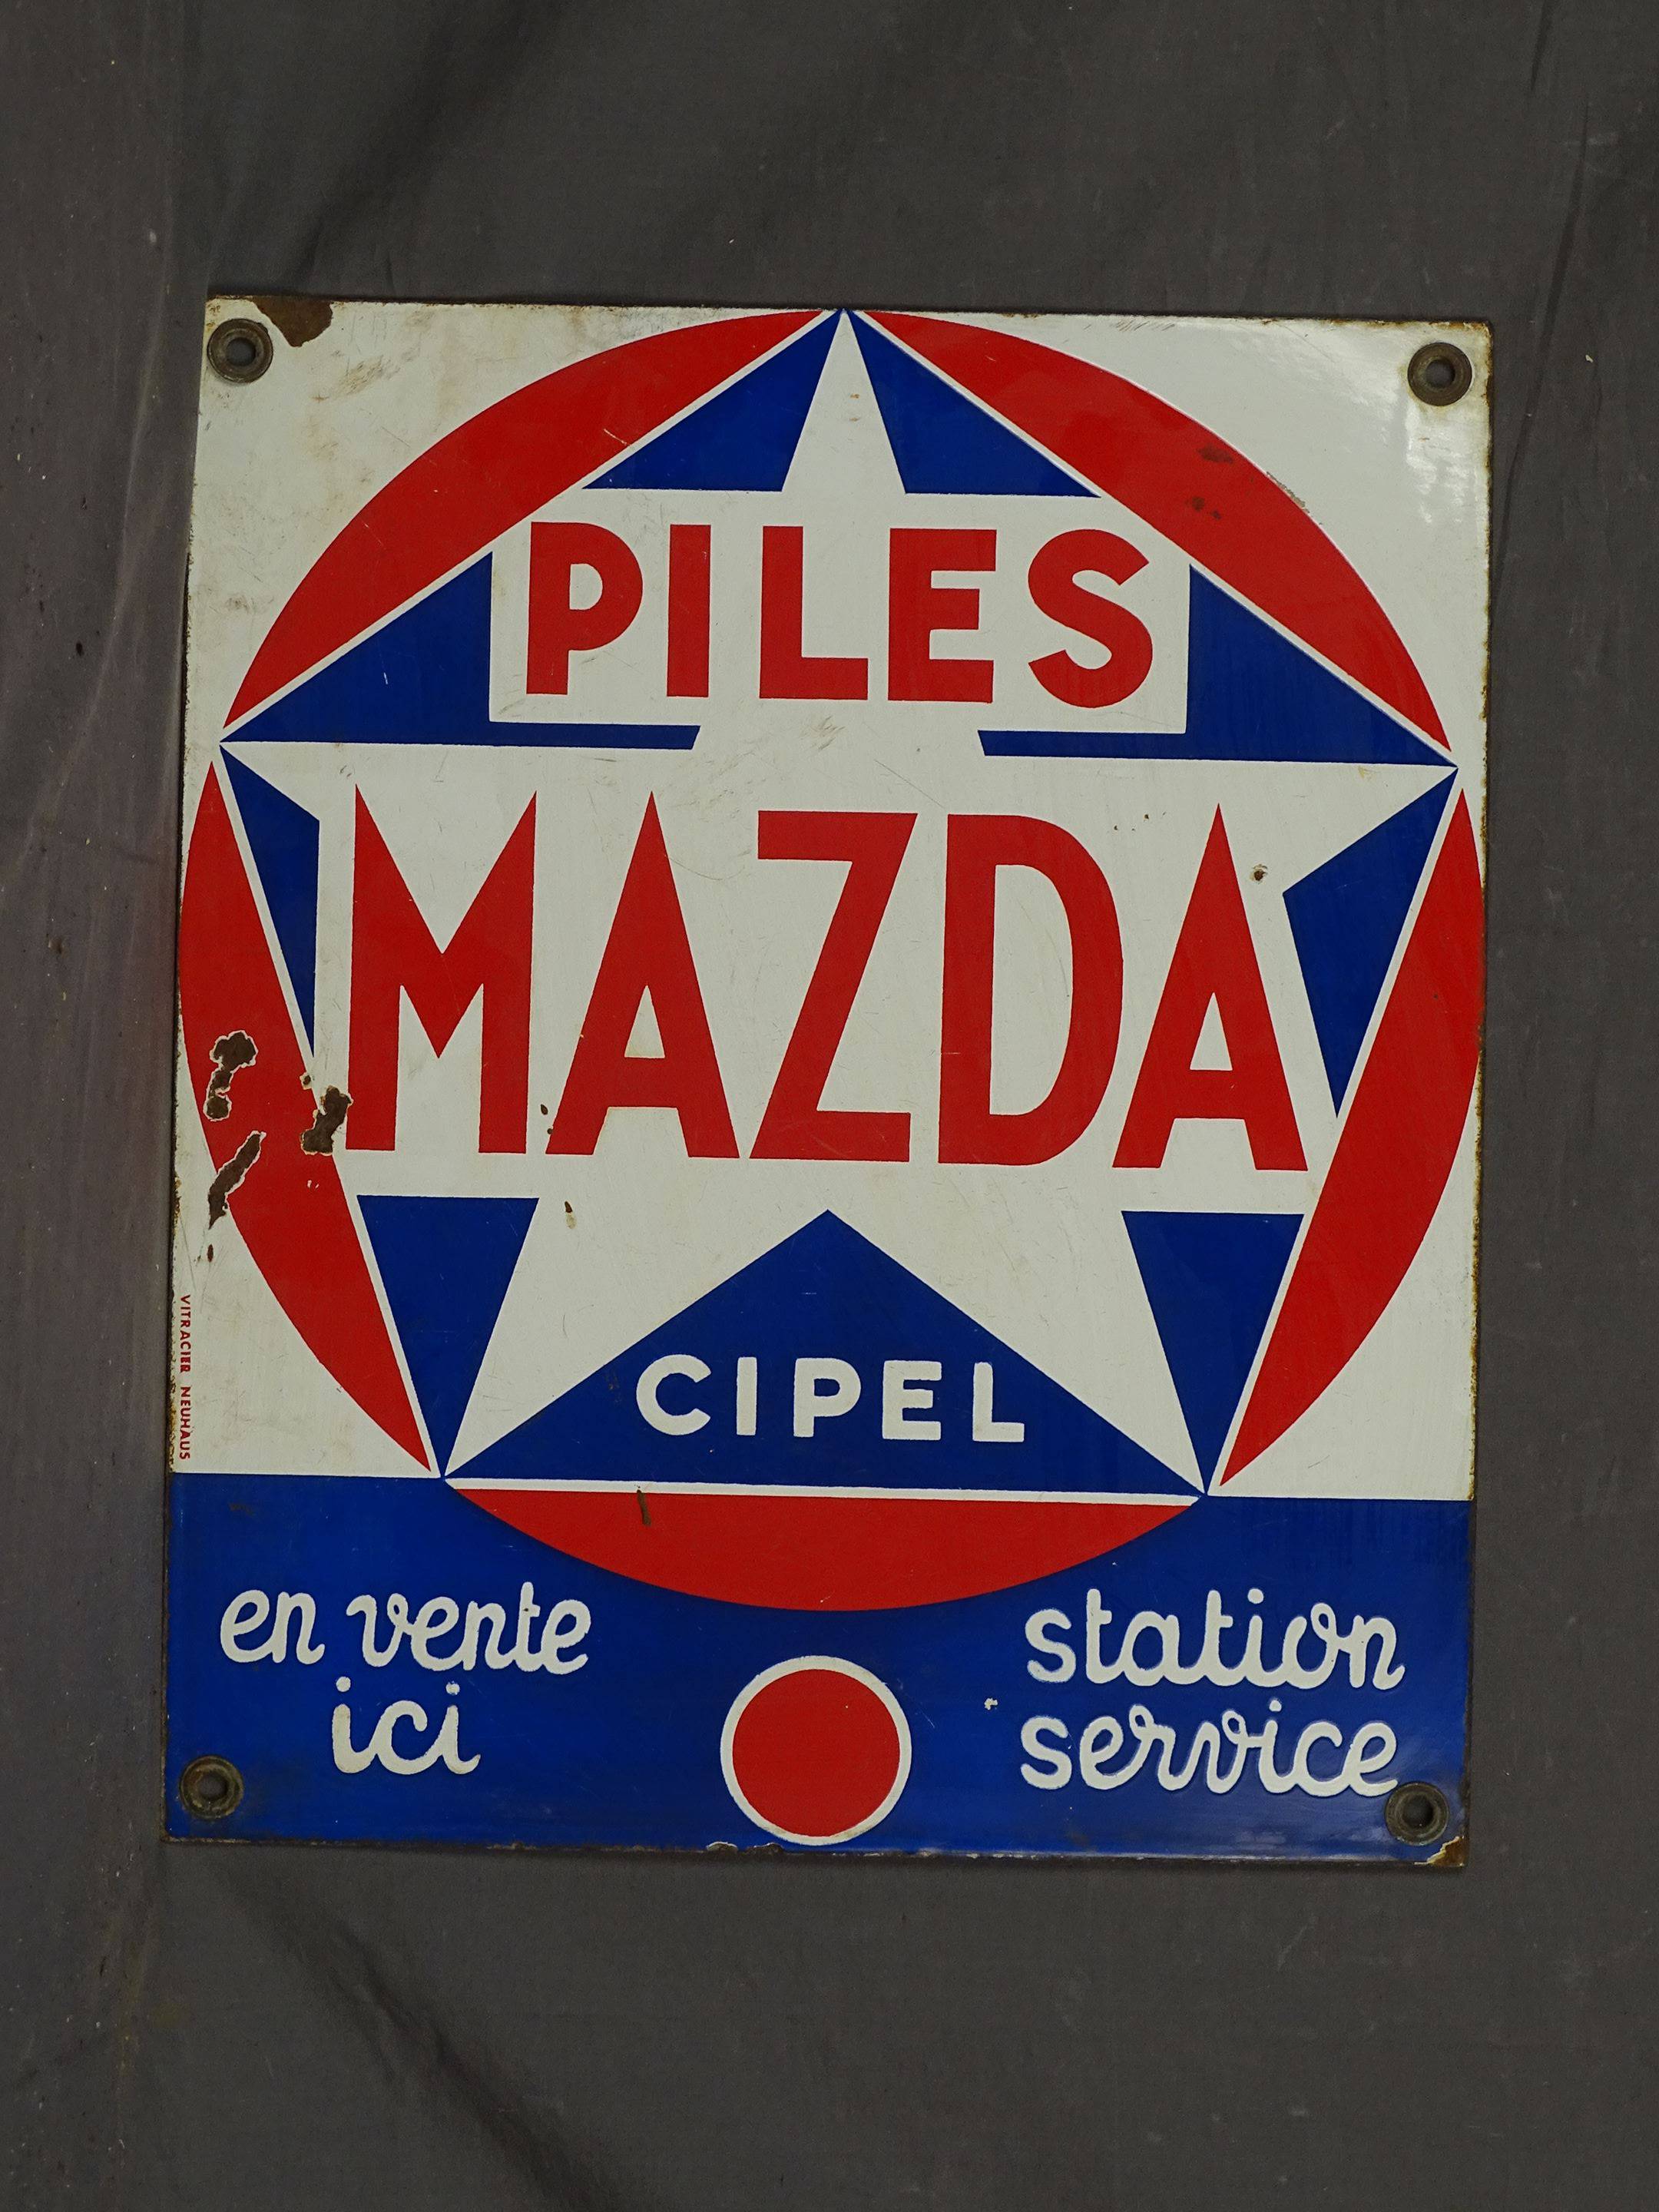 PILES
MAZDA
CIPEL
VITRACIER NEUHAUS
en vente
ici
station
service